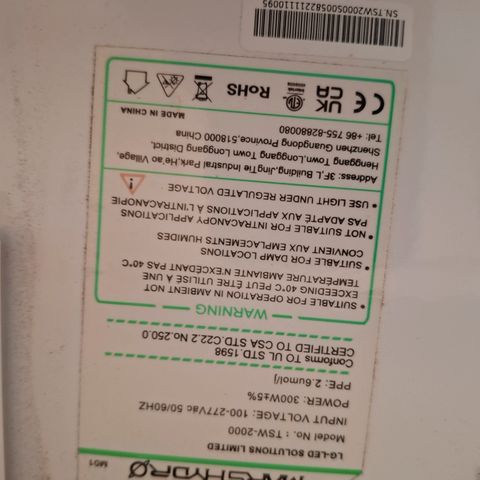 MARSHYDRO
M01
LG-LED SOLUTIONS LIMITED
Model No.: TSW-2000
INPUT VOLTAGE: 100-277Vac 50/60HZ
POWER: 300W±5%
PPE: 2.6umol/j
Conforms TO UL STD.1598
CERTIFIED TO CSA STD.C22.2 No.250.0
WARNING
• SUITABLE FOR OPERATION IN AMBIENT NOT
EXCEEDING 40°C PEUT ÊTRE UTILISÉ À UNE
TEMPÉRATURE AMBIANTE N'EXCÉDANT PAS 40°C
• SUITABLE FOR DAMP LOCATIONS
CONVIENT AUX EMPLACEMENTS HUMIDES
• NOT SUITABLE FOR INTRA CANOPY APPLICATIONS
PAS ADAPTÉ AUX APPLICATIONS À L'INTRACANOPIE
• USE LIGHT UNDER REGULATED VOLTAGE
Address: 3F,L Building,JingTie Industrial Park,He'ao Village,
Henggang Town,Longgang Town Longgang District,
Shenzhen Guangdong Province,518000 China
Tel: +86 755-82880080
MADE IN CHINA
CE UK CA RoHS